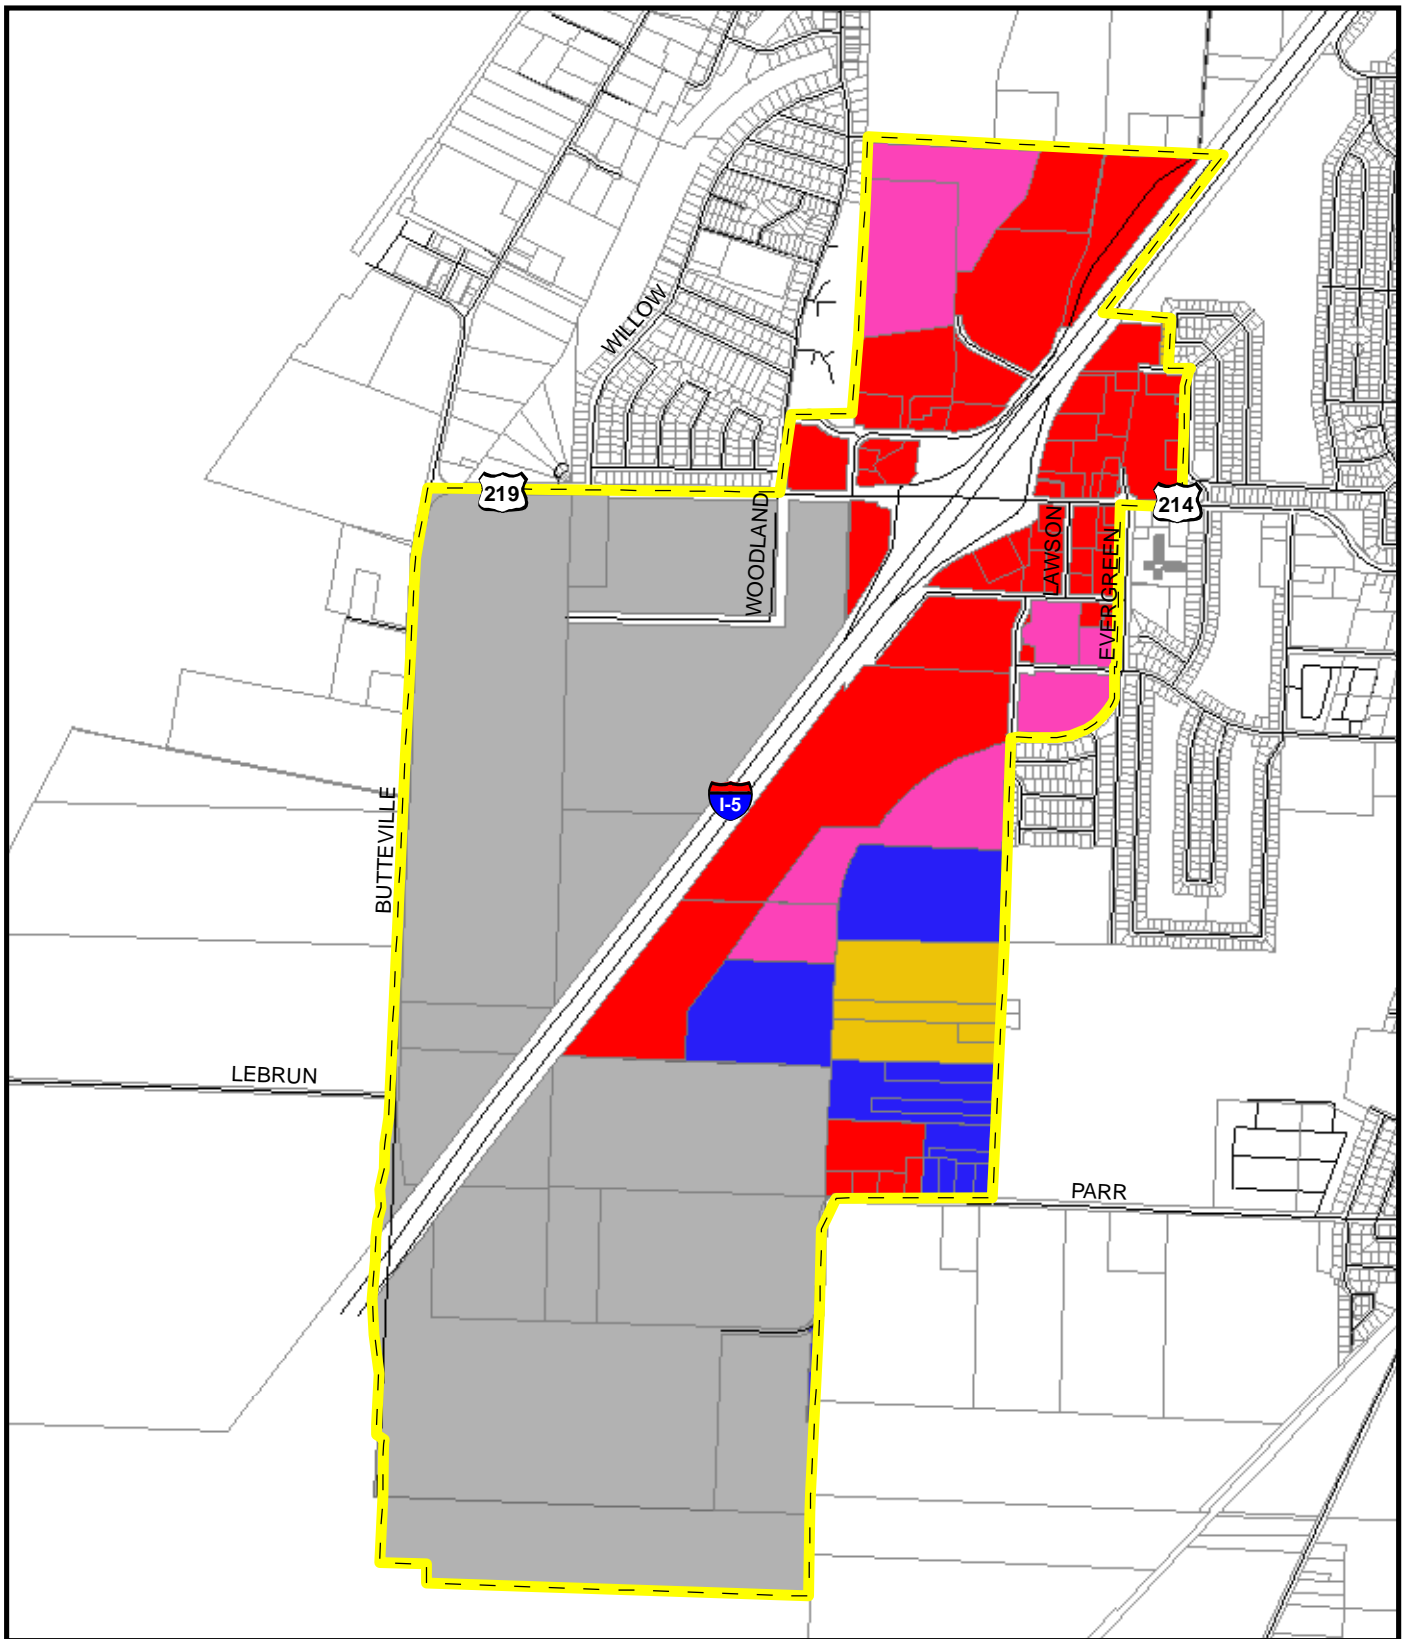 WILLOW
219
214
WOODLAND
LAWSON
EVERGREEN
I-5
BUTTEVILLE
LEBRUN
PARR